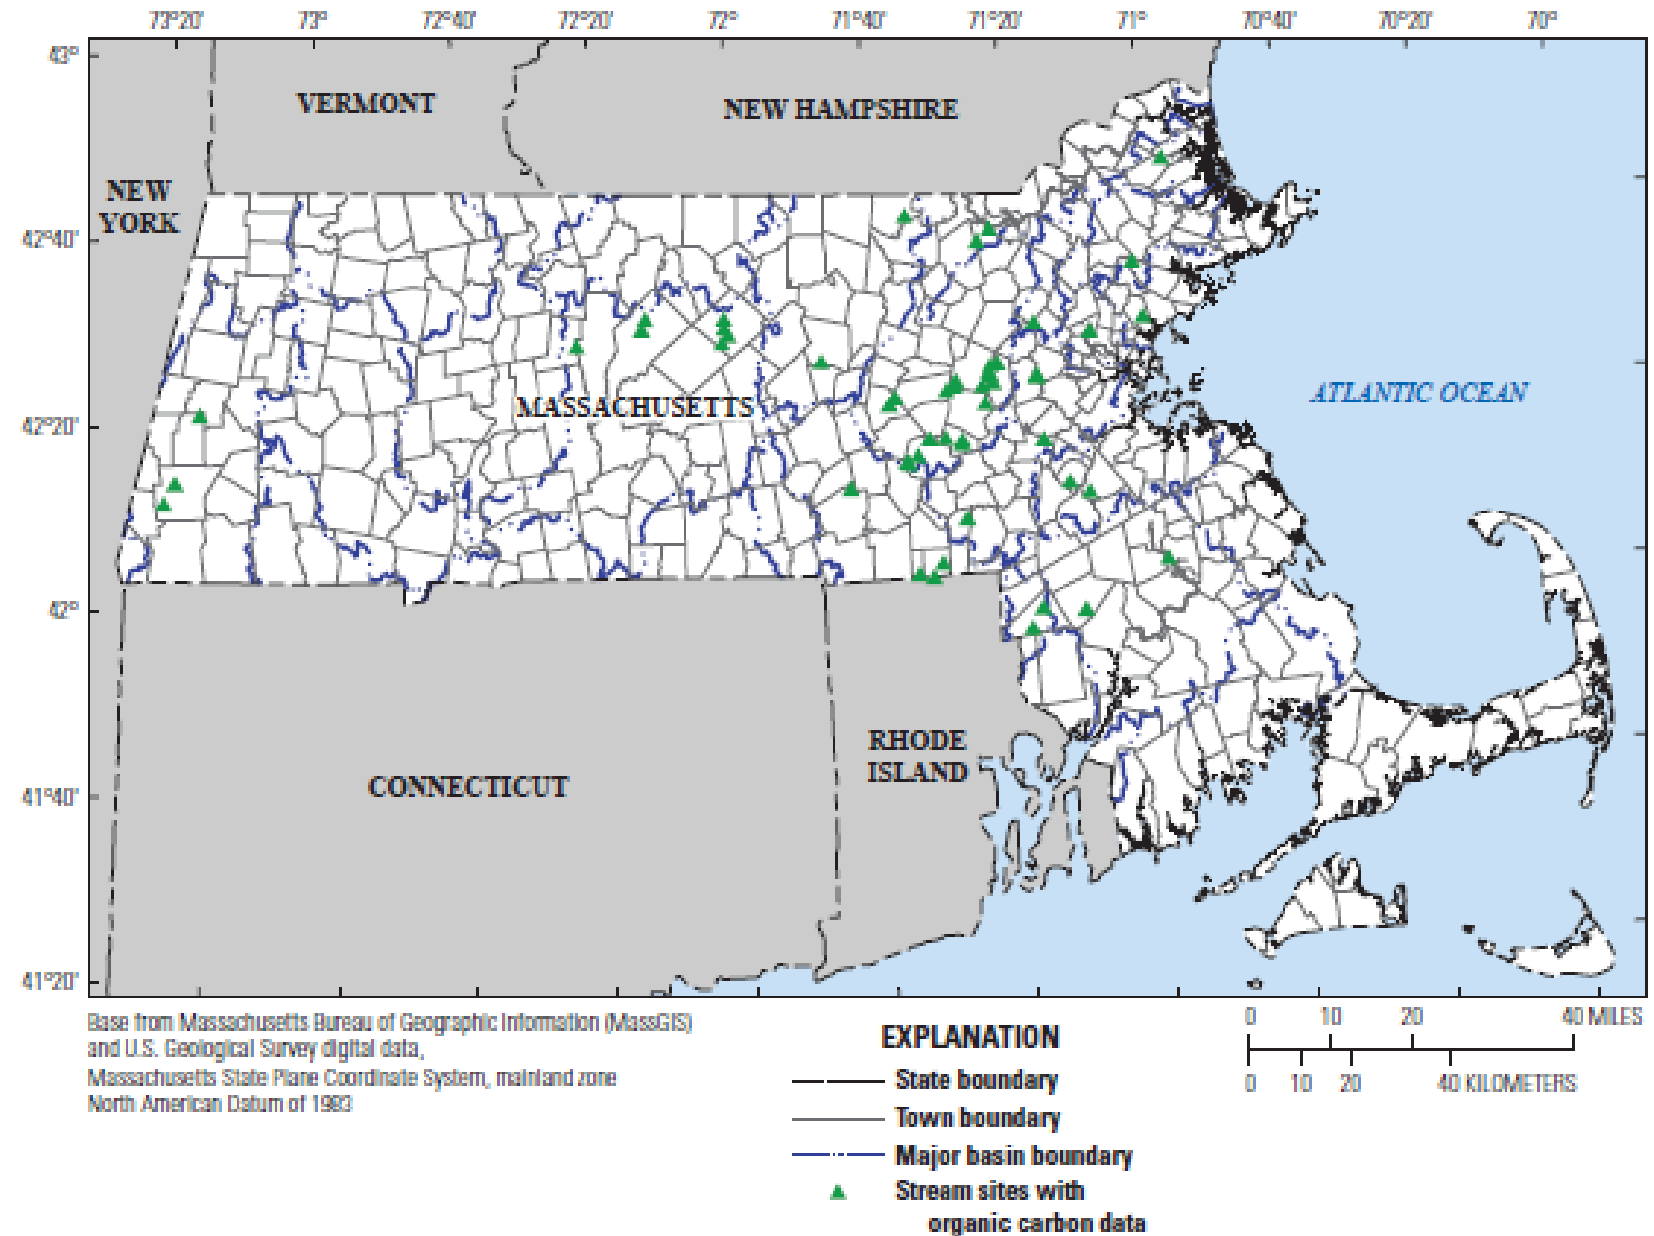 73°20' 73° 72°40' 72°20' 72° 71°40' 71°20' 71° 70°40' 70°20' 70°
43°
VERMONT
NEW HAMPSHIRE
NEW
YORK
42°40'
ATLANTIC OCEAN
MASSACHUSETTS
42°20'
42°
RHODE
ISLAND
CONNECTICUT
41°40'
41°20'
Base from Massachusetts Bureau of Geographic Information (MassGIS)
and U.S. Geological Survey digital data,
Massachusetts State Plane Coordinate System, mainland zone
North American Datum of 1983
EXPLANATION
State boundary
Town boundary
Major basin boundary
Stream sites with
organic carbon data
0 10 20 40 MILES
0 10 20 40 KILOMETERS